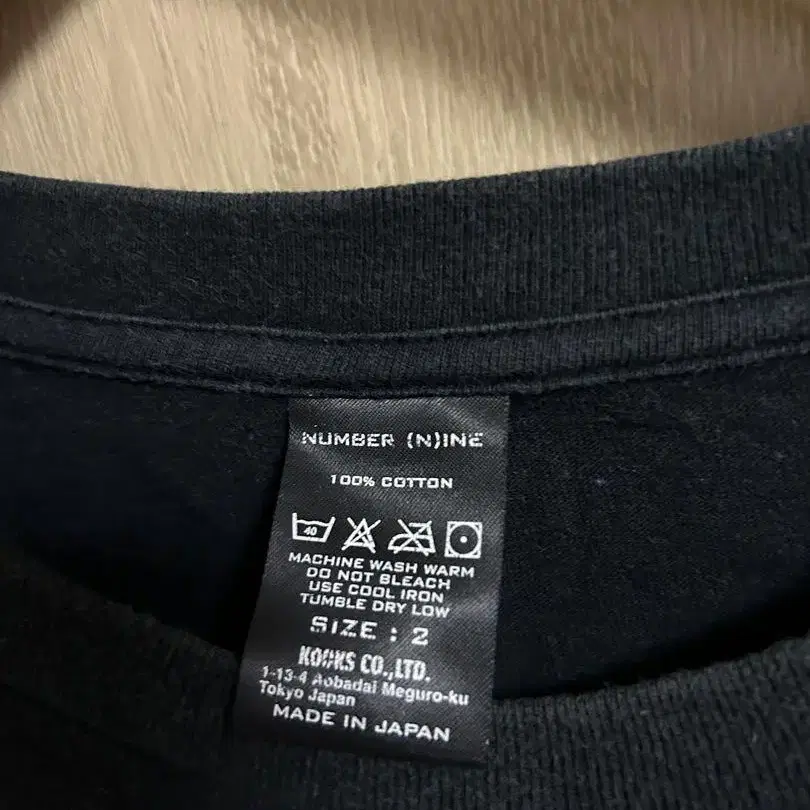 NUMBER (N)INE
100% COTTON
40
MACHINE WASH WARM
DO NOT BLEACH
USE COOL IRON
TUMBLE DRY LOW
SIZE : 2
KOOKS CO.,LTD.
1-13-4 Aobadai Meguro-ku
Tokyo Japan
MADE IN JAPAN